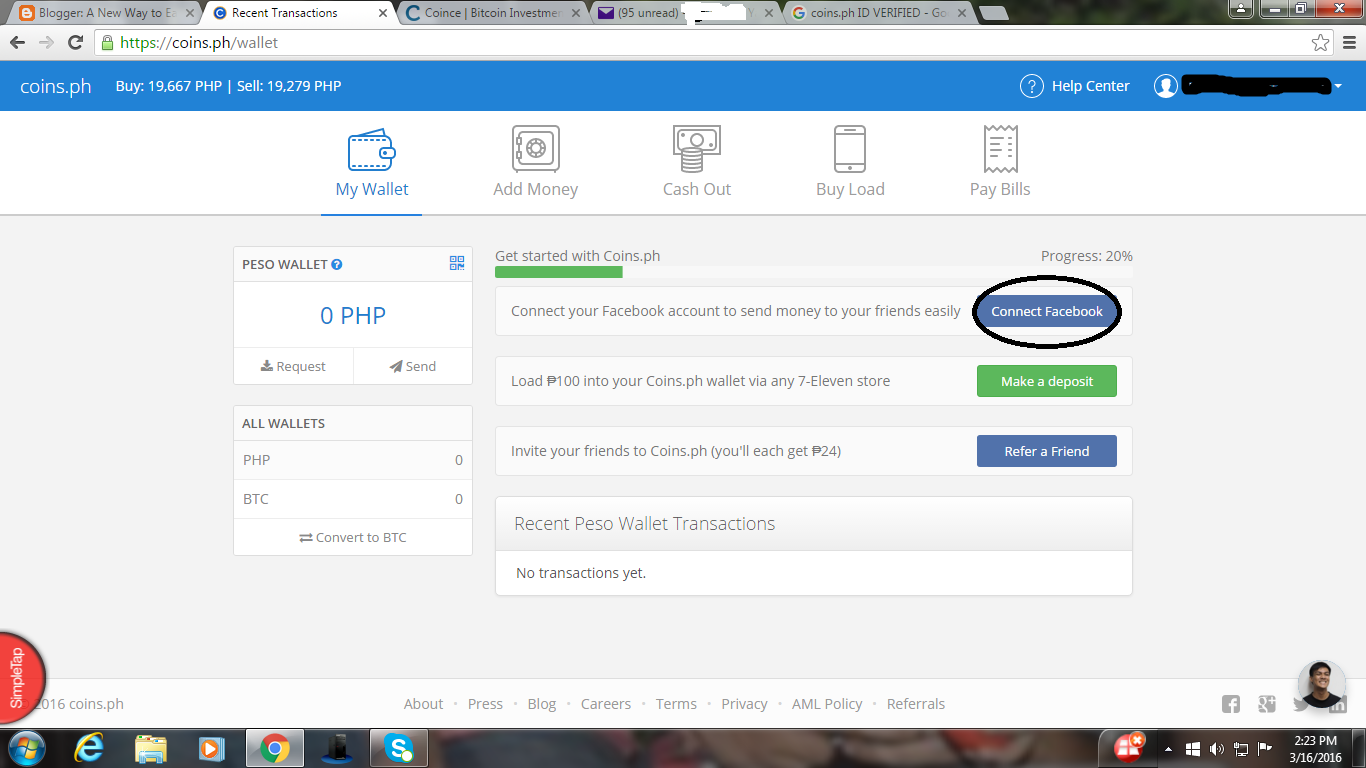 Blogger: A New Way to Ea
Recent Transactions
Coince | Bitcoin Investmen
(95 unread) -
coins.ph ID VERIFIED - Go
https://coins.ph/wallet
coins.ph
Buy: 19,667 PHP | Sell: 19,279 PHP
? Help Center
My Wallet
Add Money
Cash Out
Buy Load
Pay Bills
PESO WALLET ?
0 PHP
Request
Send
ALL WALLETS
PHP 0
BTC 0
Convert to BTC
Get started with Coins.ph
Progress: 20%
Connect your Facebook account to send money to your friends easily
Connect Facebook
Load ₱100 into your Coins.ph wallet via any 7-Eleven store
Make a deposit
Invite your friends to Coins.ph (you'll each get ₱24)
Refer a Friend
Recent Peso Wallet Transactions
No transactions yet.
SimpleTap
2016 coins.ph
About • Press • Blog • Careers • Terms • Privacy • AML Policy • Referrals
2:23 PM
3/16/2016